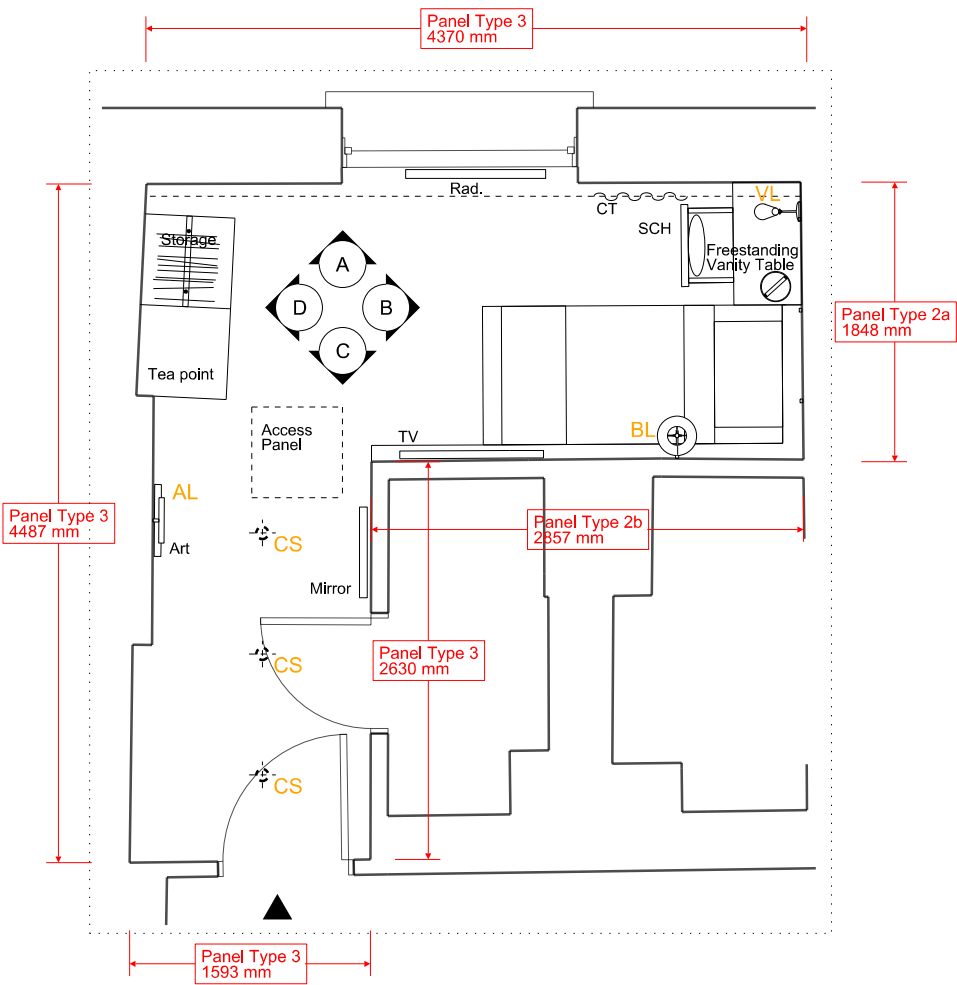 Panel Type 3
4370 mm
Rad.
CT
VL
SCH
Storage
Freestanding
Vanity Table
A
D
B
C
Panel Type 2a
1848 mm
Tea point
Access
Panel
TV
BL
AL
Panel Type 3
4487 mm
Art
CS
Panel Type 2b
2857 mm
Mirror
CS
Panel Type 3
2630 mm
CS
Panel Type 3
1593 mm